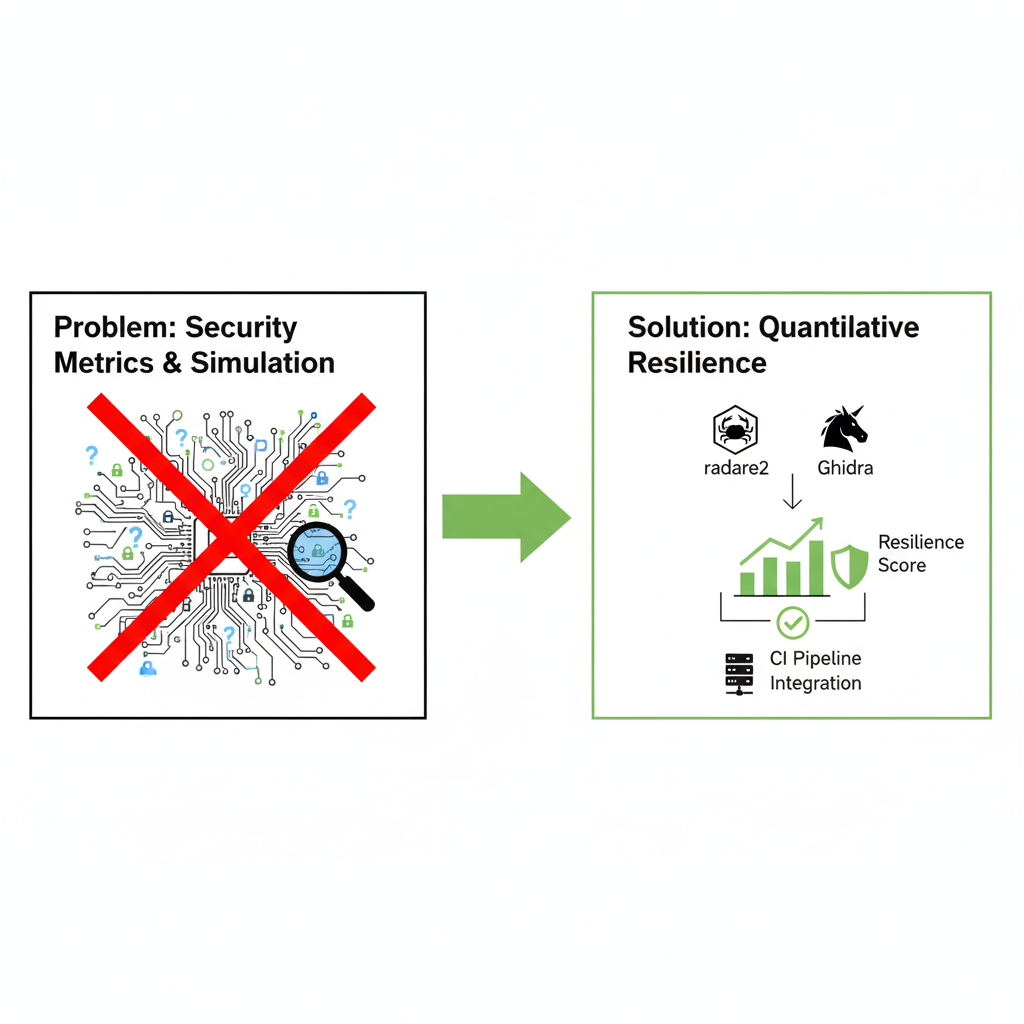 Problem: Security
Metrics & Simulation
Solution: Quantilative
Resilience
radare2
Ghidra
Resilience
Score
CI Pipeline
Integration